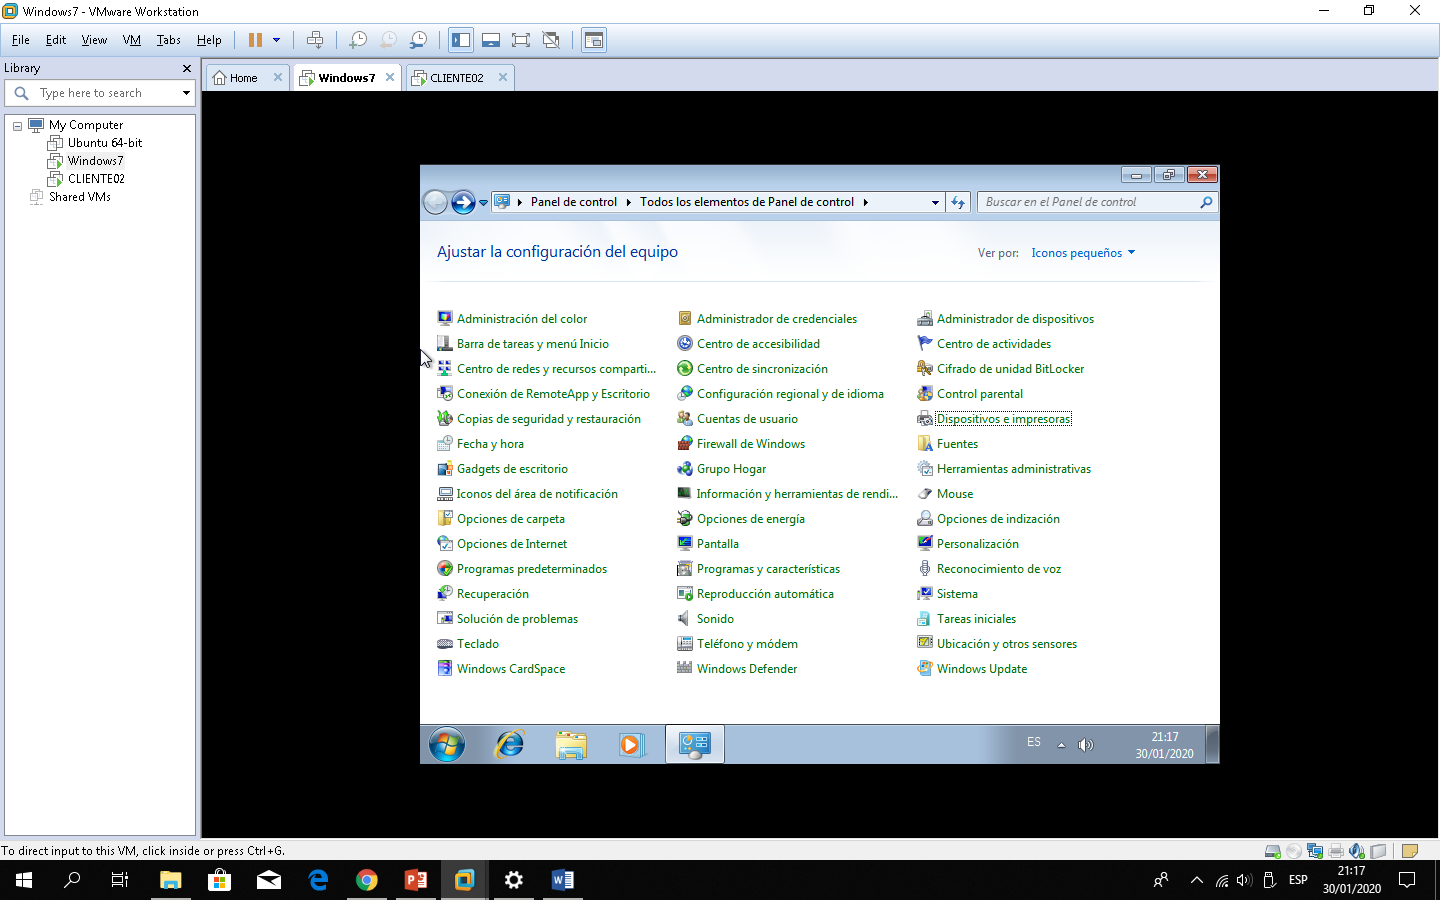 Windows7 - VMware Workstation
File Edit View VM Tabs Help
Library
Home Windows7 CLIENTE02
Type here to search
My Computer
Ubuntu 64-bit
Windows7
CLIENTE02
Shared VMs
Panel de control Todos los elementos de Panel de control
Buscar en el Panel de control
Ajustar la configuración del equipo
Ver por: Iconos pequeños
Administración del color Administrador de credenciales Administrador de dispositivos
Barra de tareas y menú Inicio Centro de accesibilidad Centro de actividades
Centro de redes y recursos comparti... Centro de sincronización Cifrado de unidad BitLocker
Conexión de RemoteApp y Escritorio Configuración regional y de idioma Control parental
Copias de seguridad y restauración Cuentas de usuario Dispositivos e impresoras
Fecha y hora Firewall de Windows Fuentes
Gadgets de escritorio Grupo Hogar Herramientas administrativas
Iconos del área de notificación Información y herramientas de rendi... Mouse
Opciones de carpeta Opciones de energía Opciones de indización
Opciones de Internet Pantalla Personalización
Programas predeterminados Programas y características Reconocimiento de voz
Recuperación Reproducción automática Sistema
Solución de problemas Sonido Tareas iniciales
Teclado Teléfono y módem Ubicación y otros sensores
Windows CardSpace Windows Defender Windows Update
ES
21:17
30/01/2020
To direct input to this VM, click inside or press Ctrl+G.
ESP
21:17
30/01/2020